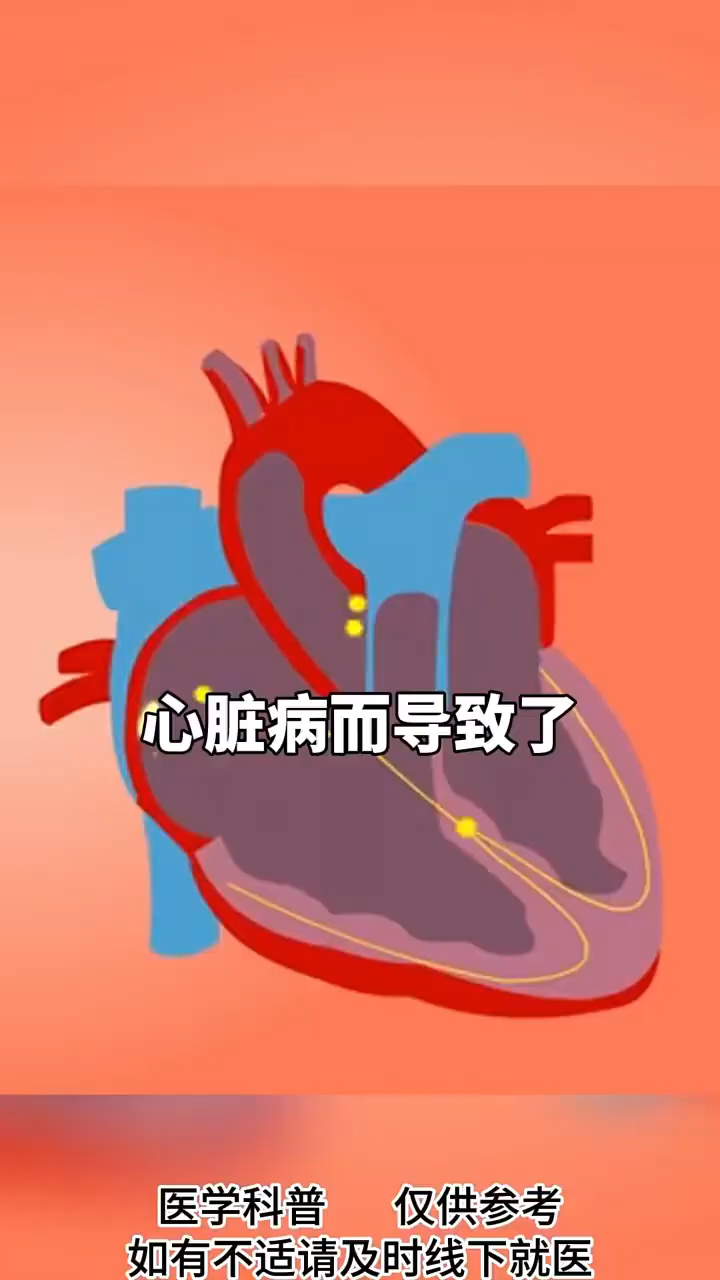 心脏病而导致了
医学科普 仅供参考
如有不适请及时线下就医